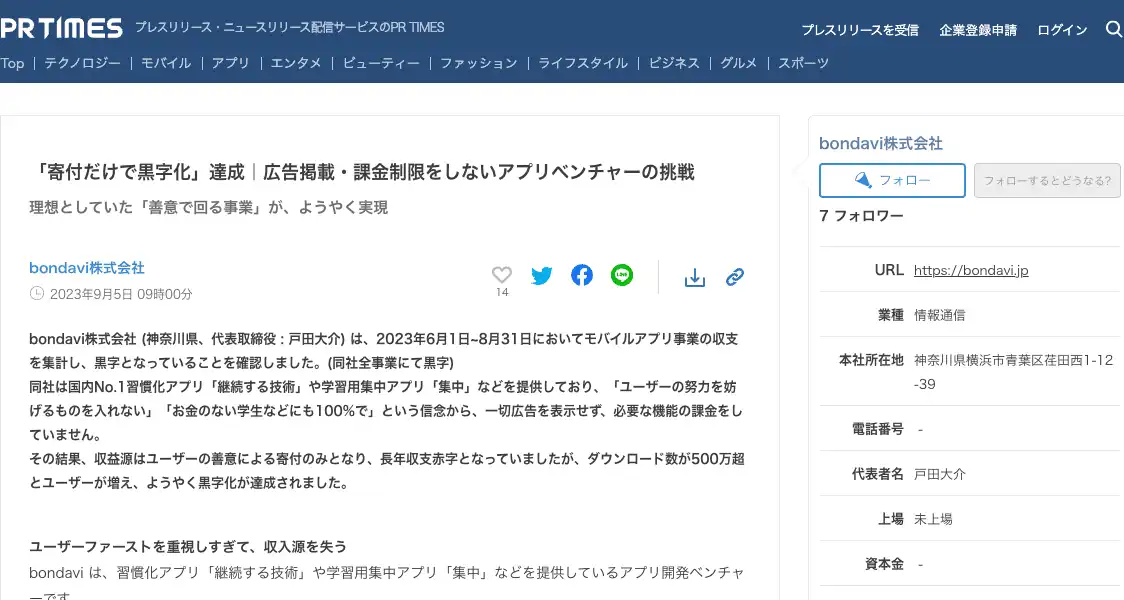 PR TIMES
プレスリリース・ニュースリリース配信サービスのPR TIMES
プレスリリースを受信 企業登録申請 ログイン
Top | テクノロジー | モバイル | アプリ | エンタメ | ビューティー | ファッション | ライフスタイル | ビジネス | グルメ | スポーツ
「寄付だけで黒字化」達成｜広告掲載・課金制限をしないアプリベンチャーの挑戦
理想としていた「善意で回る事業」が、ようやく実現
bondavi株式会社
2023年9月5日 09時00分
14
bondavi株式会社 (神奈川県、代表取締役 : 戸田大介) は、2023年6月1日~8月31日においてモバイルアプリ事業の収支
を集計し、黒字となっていることを確認しました。(同社全事業にて黒字)
同社は国内No.1習慣化アプリ「継続する技術」や学習用集中アプリ「集中」などを提供しており、「ユーザーの努力を妨
げるものを入れない」「お金のない学生などにも100%で」という信念から、一切広告を表示せず、必要な機能の課金をし
ていません。
その結果、収益源はユーザーの善意による寄付のみとなり、長年収支赤字となっていましたが、ダウンロード数が500万超
とユーザーが増え、ようやく黒字化が達成されました。
ユーザーファーストを重視しすぎて、収入源を失う
bondavi は、習慣化アプリ「継続する技術」や学習用集中アプリ「集中」などを提供しているアプリ開発ベンチャ
ーです。
bondavi株式会社
フォロー
フォローするとどうなる?
7 フォロワー
URL https://bondavi.jp
業種 情報通信
本社所在地 神奈川県横浜市青葉区荏田西1-12
-39
電話番号 -
代表者名 戸田大介
上場 未上場
資本金 -